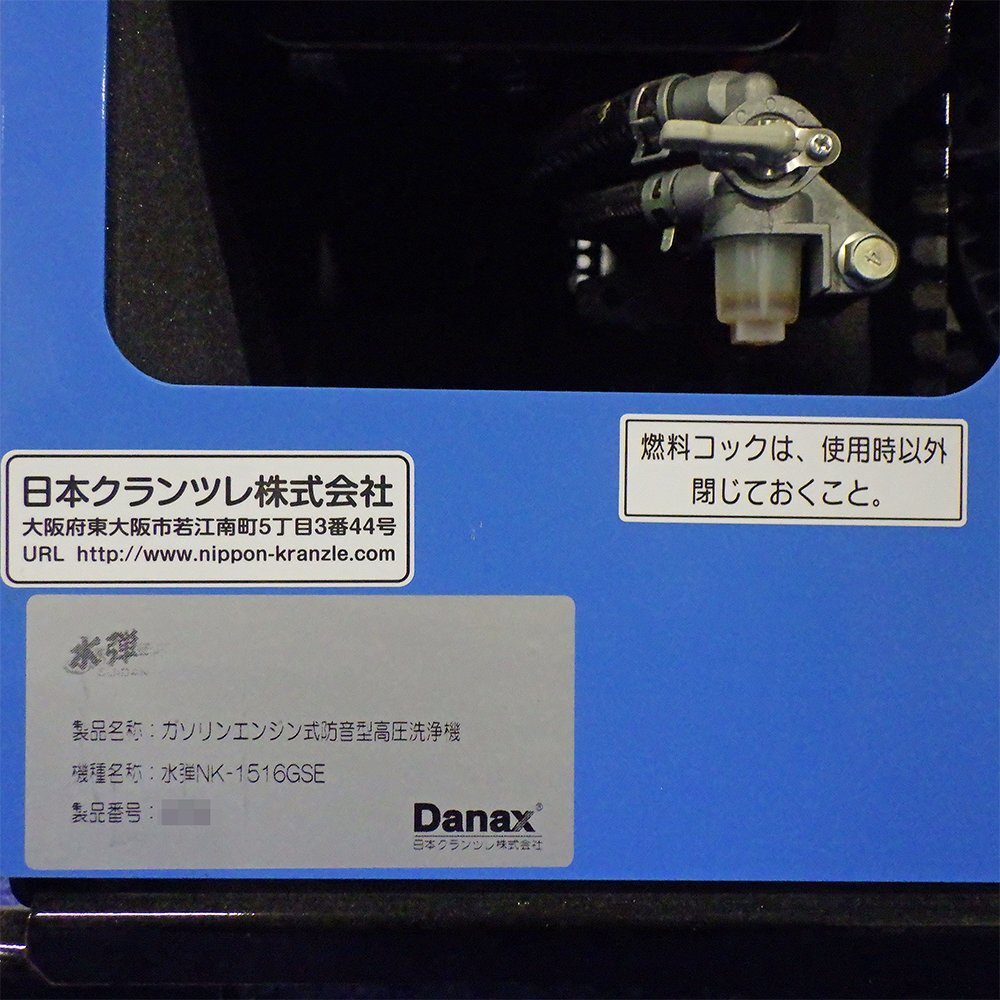 燃料コックは、使用時以外
閉じておくこと。
日本クランツレ株式会社
大阪府東大阪市若江南町5丁目3番44号
URL http://www.nippon-kranzle.com
水弾
製品名称：ガソリンエンジン式防音型高圧洗浄機
機種名称：水弾NK-1516GSE
製品番号：
Danax®
日本クランツレ株式会社